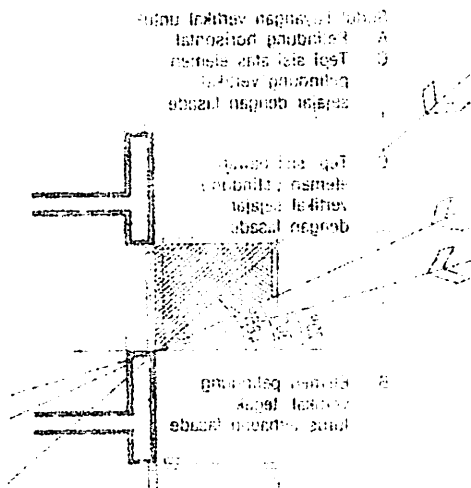 Sudut bayangan vertikal untuk
A Pelindung horisontal
C Tepi sisi atas elemen
pelindung vertikal
sejajar dengan fasade
Tepi sisi bawah
elemen pelindung
vertikal sejajar
dengan fasade
B Elemen pelindung
vertikal tegak
lurus terhadap fasade